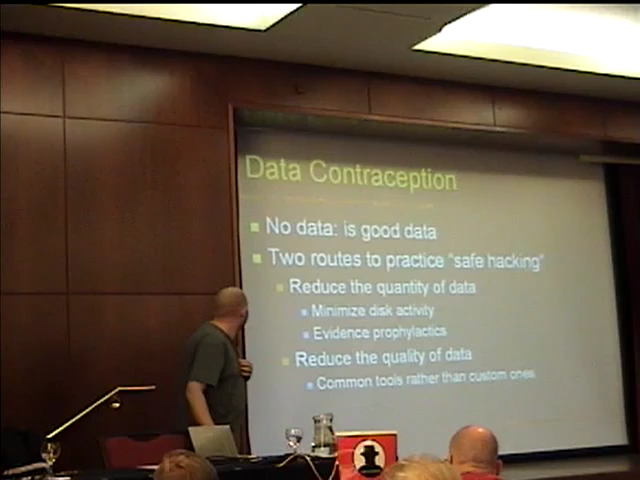 Data Contraception
No data: is good data
Two routes to practice "safe hacking"
Reduce the quantity of data
Minimize disk activity
Evidence prophylactics
Reduce the quality of data
Common tools rather than custom ones